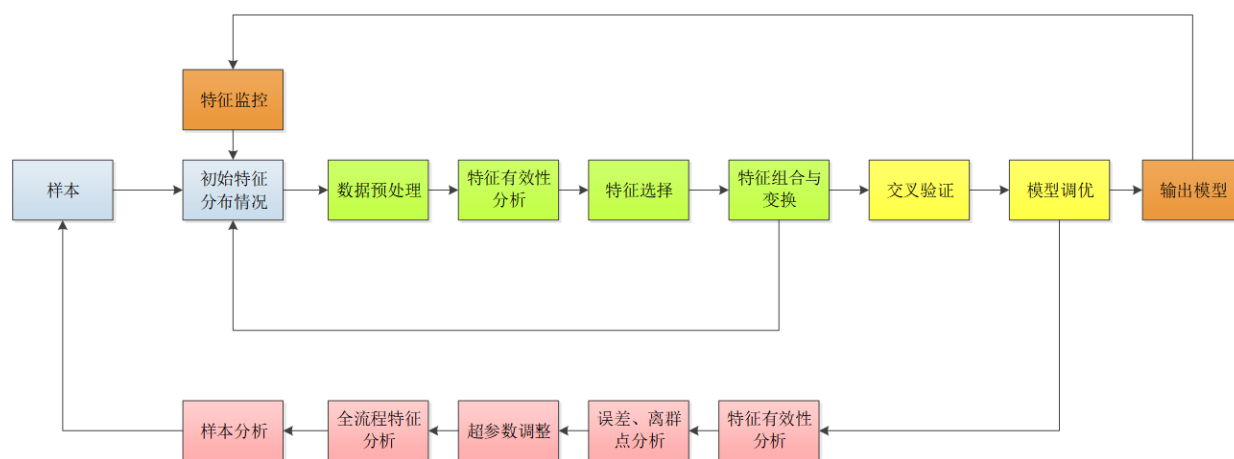 特征监控
样本
初始特征
分布情况
数据预处理
特征有效性
分析
特征选择
特征组合与
变换
交叉验证
模型调优
输出模型
样本分析
全流程特征
分析
超参数调整
误差、离群
点分析
特征有效性
分析